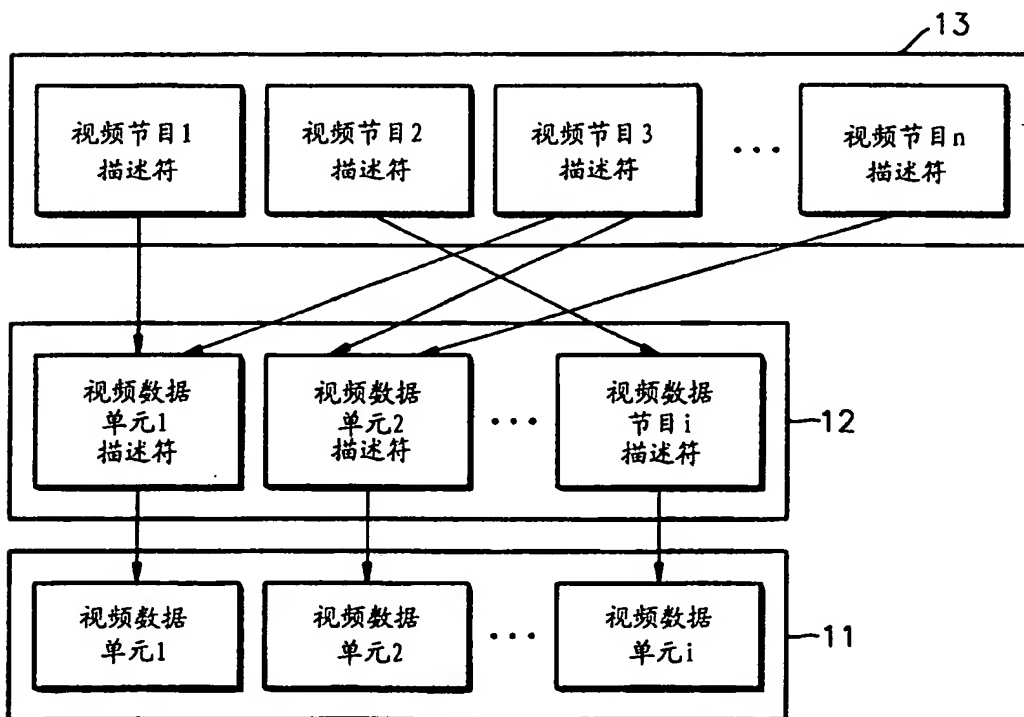 13
视频节目1
描述符
视频节目2
描述符
视频节目3
描述符
...
视频节目n
描述符
视频数据
单元1
描述符
视频数据
单元2
描述符
...
视频数据
节目i
描述符
12
视频数据
单元1
视频数据
单元2
...
视频数据
单元i
11